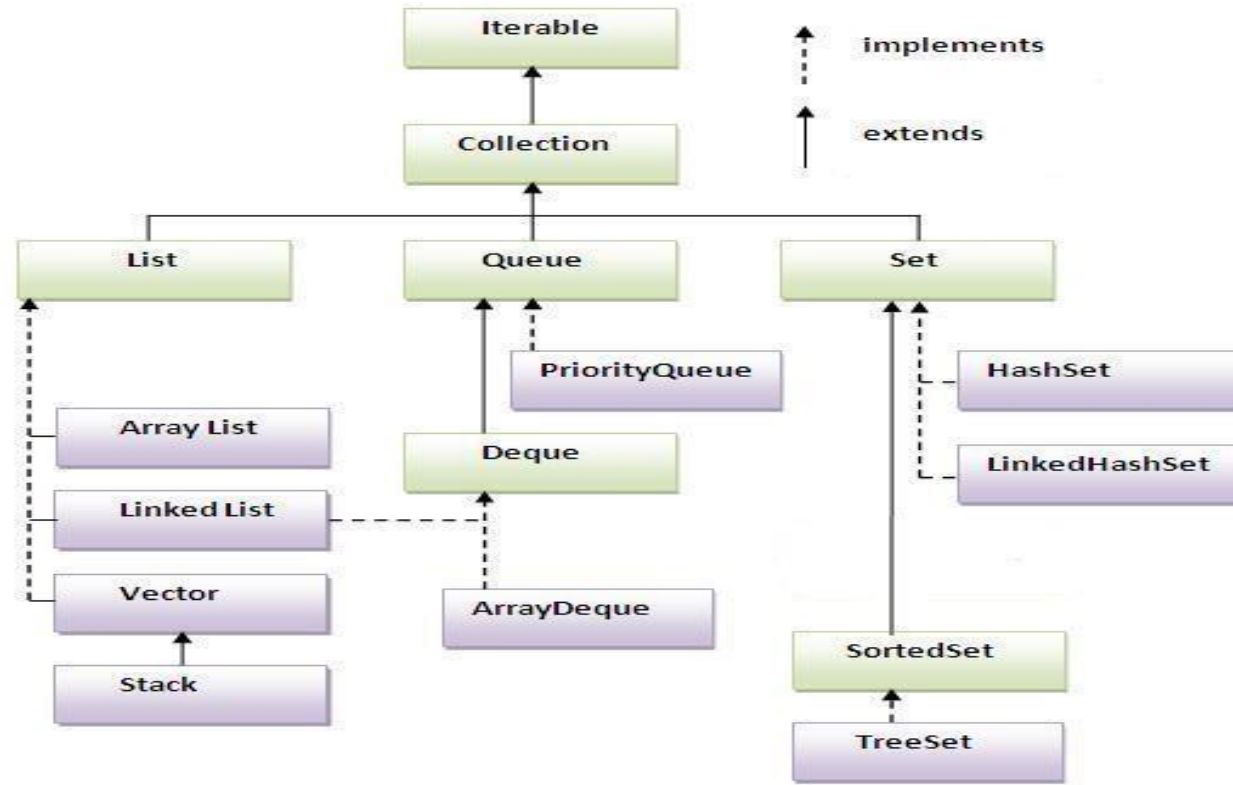 Iterable
implements
extends
Collection
List
Queue
Set
PriorityQueue
HashSet
Array List
Deque
LinkedHashSet
Linked List
Vector
ArrayDeque
SortedSet
Stack
TreeSet